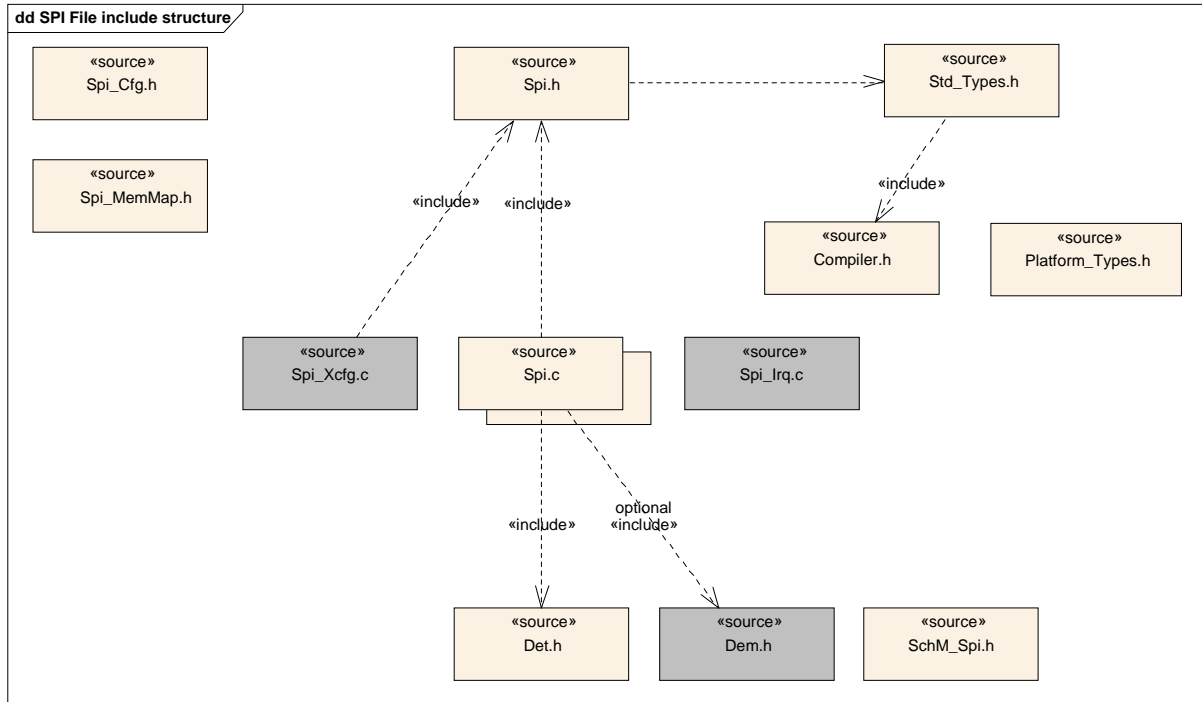 dd SPI File include structure
«source»
Spi_Cfg.h
«source»
Spi.h
«source»
Std_Types.h
«source»
Spi_MemMap.h
«include»
«include»
«include»
«source»
Compiler.h
«source»
Platform_Types.h
«source»
Spi_Xcfg.c
«source»
Spi.c
«source»
Spi_Irq.c
«include»
optional
«include»
«source»
Det.h
«source»
Dem.h
«source»
SchM_Spi.h